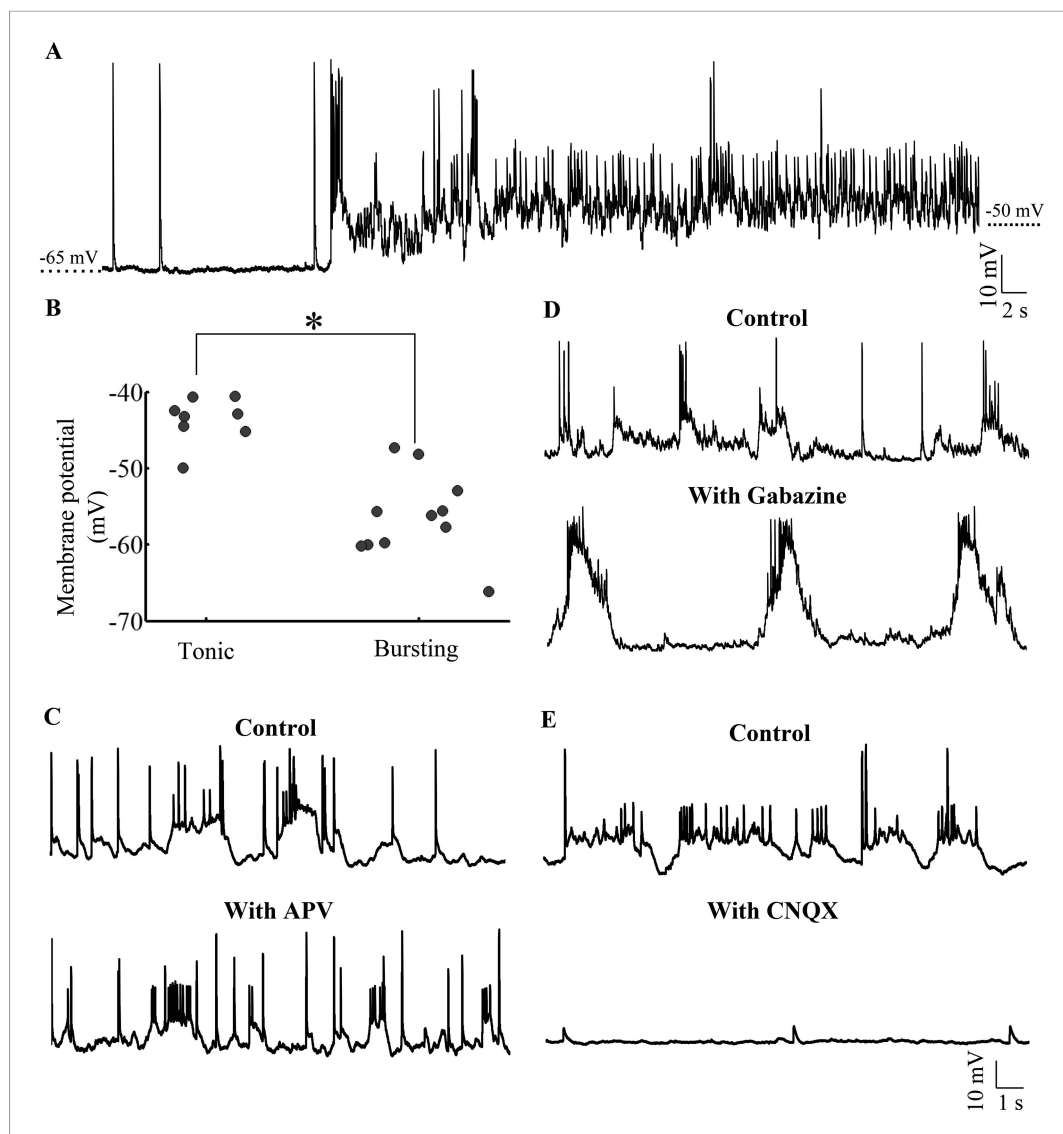 A
-65 mV
-50 mV
10 mV
2 s
B
*
Membrane potential
(mV)
-40
-50
-60
-70
Tonic
Bursting
D
Control
With Gabazine
C
Control
With APV
E
Control
With CNQX
10 mV
1 s